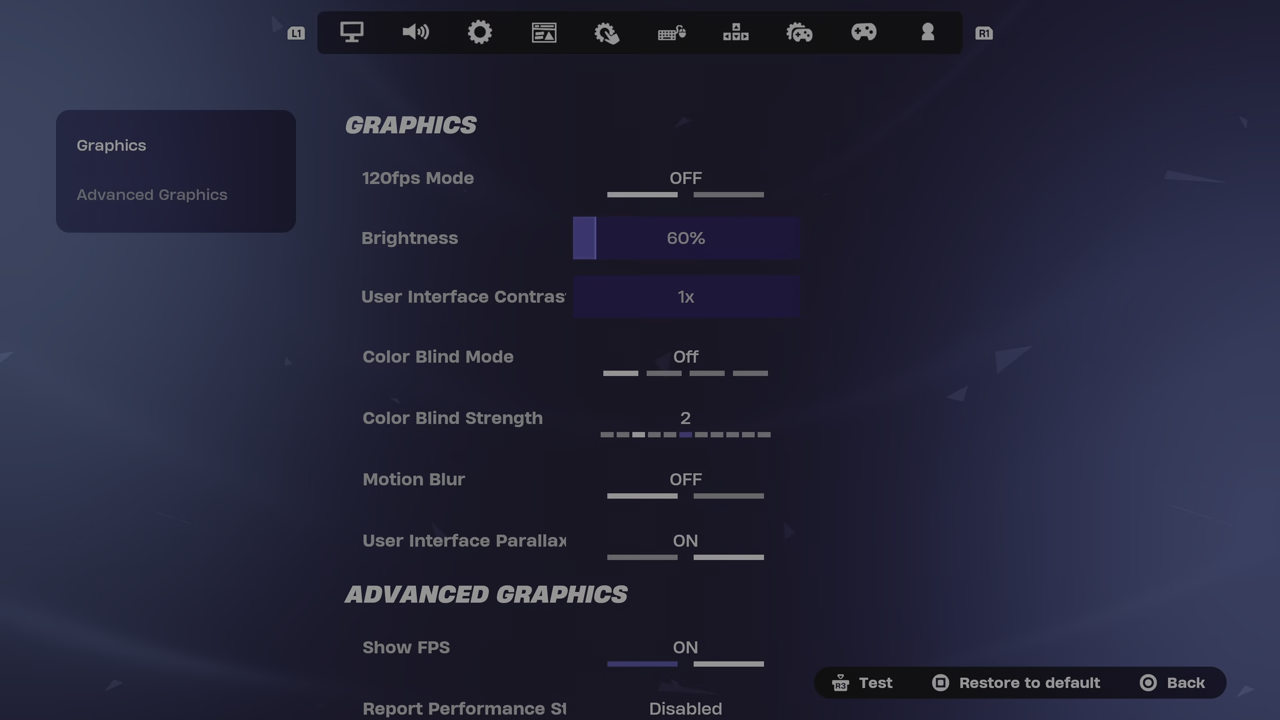 L1
R1
Graphics
Advanced Graphics
GRAPHICS
120fps Mode OFF
Brightness 60%
User Interface Contras 1x
Color Blind Mode Off
Color Blind Strength 2
Motion Blur OFF
User Interface Parallax ON
ADVANCED GRAPHICS
Show FPS ON
Report Performance St Disabled
R3 Test Restore to default Back